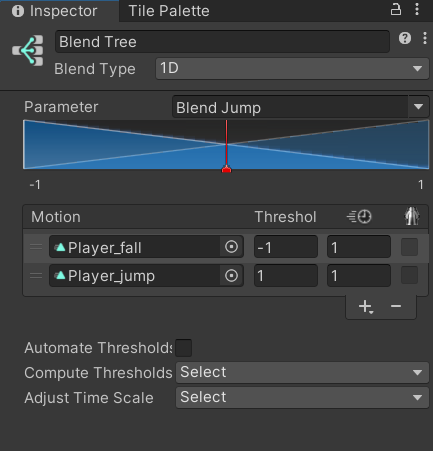 Inspector Tile Palette
Blend Tree
Blend Type 1D
Parameter Blend Jump
-1 1
Motion Threshol
Player_fall -1 1
Player_jump 1 1
+ −
Automate Thresholds
Compute Thresholds Select
Adjust Time Scale Select